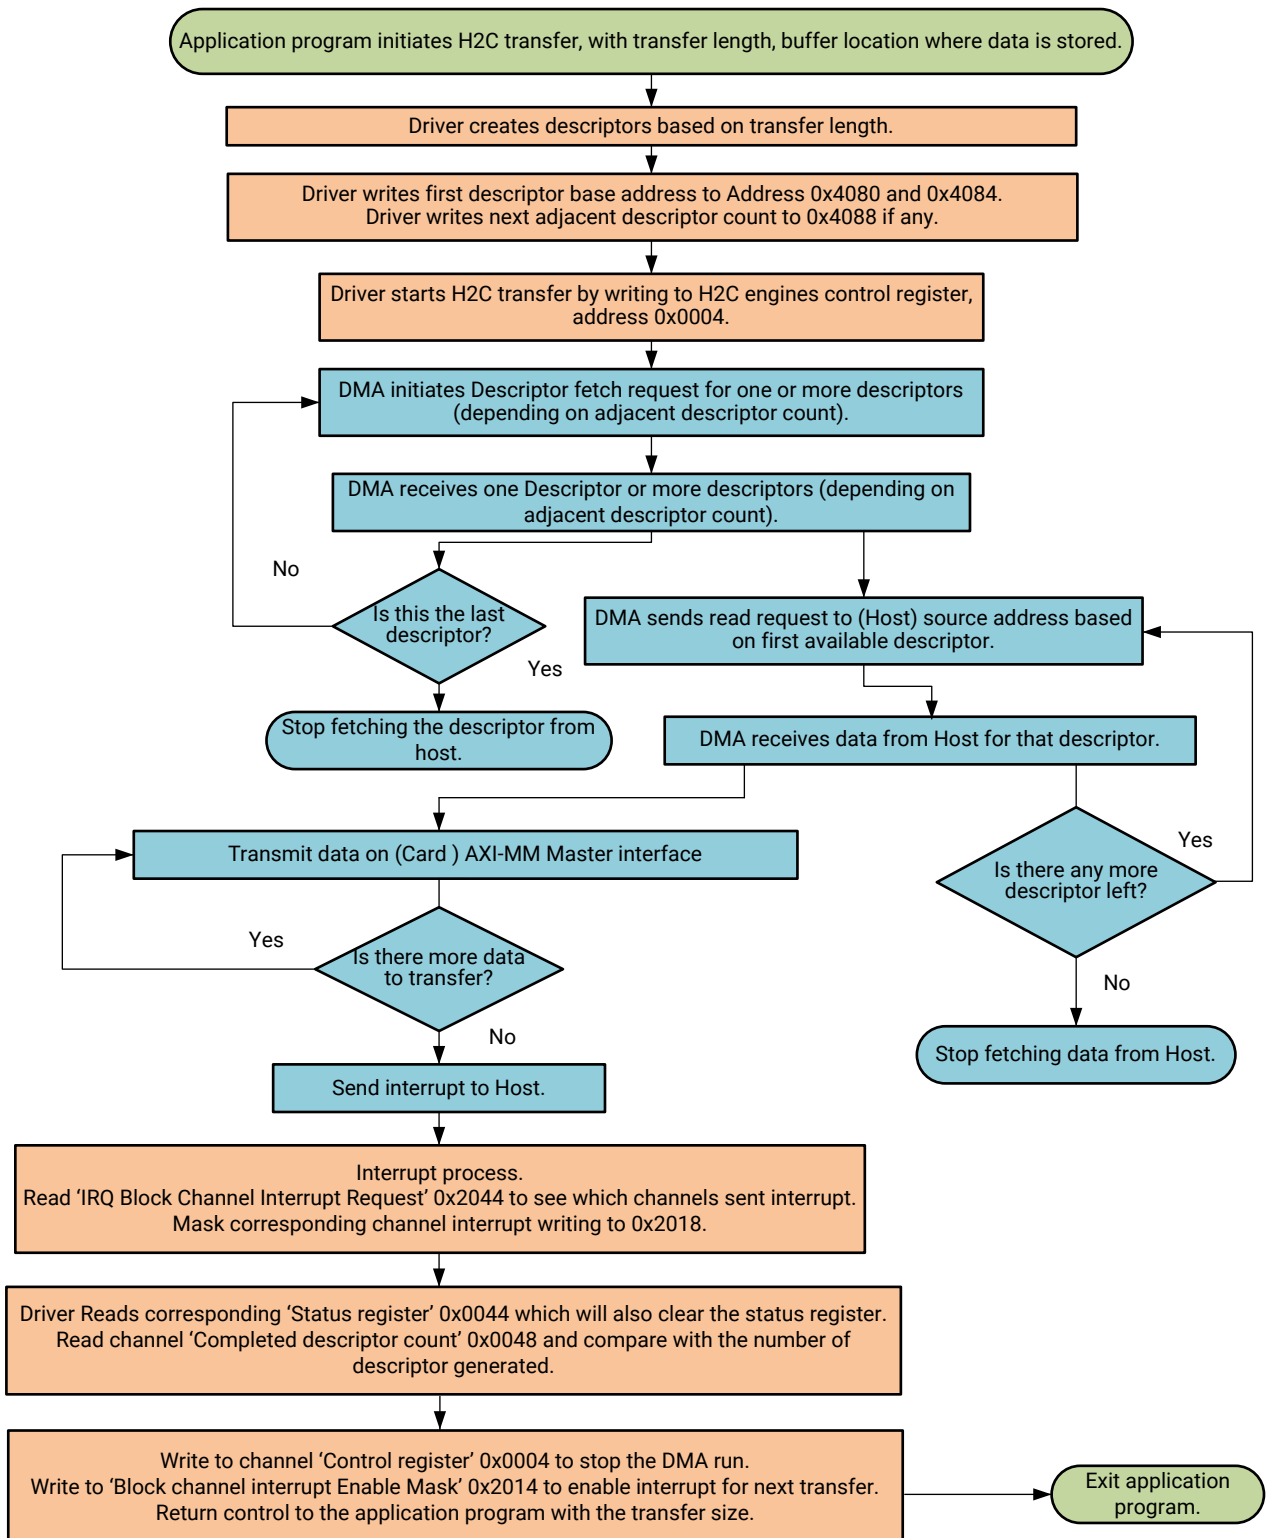 Application program initiates H2C transfer, with transfer length, buffer location where data is stored.
Driver creates descriptors based on transfer length.
Driver writes first descriptor base address to Address 0x4080 and 0x4084.
Driver writes next adjacent descriptor count to 0x4088 if any.
Driver starts H2C transfer by writing to H2C engines control register,
address 0x0004.
DMA initiates Descriptor fetch request for one or more descriptors
(depending on adjacent descriptor count).
DMA receives one Descriptor or more descriptors (depending on
adjacent descriptor count).
No
Is this the last
descriptor?
Yes
Stop fetching the descriptor from
host.
DMA sends read request to (Host) source address based
on first available descriptor.
DMA receives data from Host for that descriptor.
Yes
Is there any more
descriptor left?
No
Stop fetching data from Host.
Transmit data on (Card ) AXI-MM Master interface
Yes
Is there more data
to transfer?
No
Send interrupt to Host.
Interrupt process.
Read ‘IRQ Block Channel Interrupt Request’ 0x2044 to see which channels sent interrupt.
Mask corresponding channel interrupt writing to 0x2018.
Driver Reads corresponding ‘Status register’ 0x0044 which will also clear the status register.
Read channel ‘Completed descriptor count’ 0x0048 and compare with the number of
descriptor generated.
Write to channel ‘Control register’ 0x0004 to stop the DMA run.
Write to ‘Block channel interrupt Enable Mask’ 0x2014 to enable interrupt for next transfer.
Return control to the application program with the transfer size.
Exit application
program.